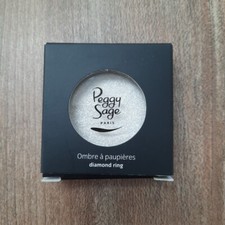 Peggy
Sage
PARIS
Ombre à paupières
diamond ring